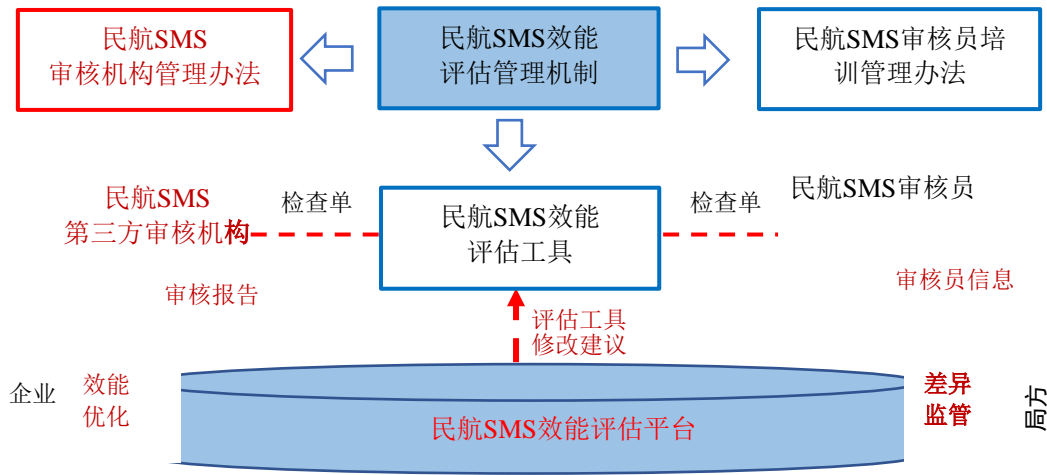 民航SMS
审核机构管理办法
民航SMS效能
评估管理机制
民航SMS审核员培
训管理办法
民航SMS
第三方审核机构
检查单
民航SMS效能
评估工具
检查单
民航SMS审核员
审核报告
审核员信息
评估工具
修改建议
企业
效能
优化
民航SMS效能评估平台
差异
监管
局方